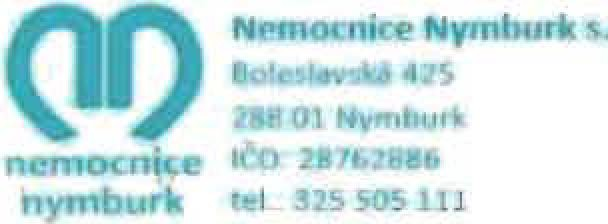 Nemocnice Nymburk s.
Boleslavská 425
288 01 Nymburk
IČO: 28762886
tel.: 325 505 111
nemocnice
nymburk